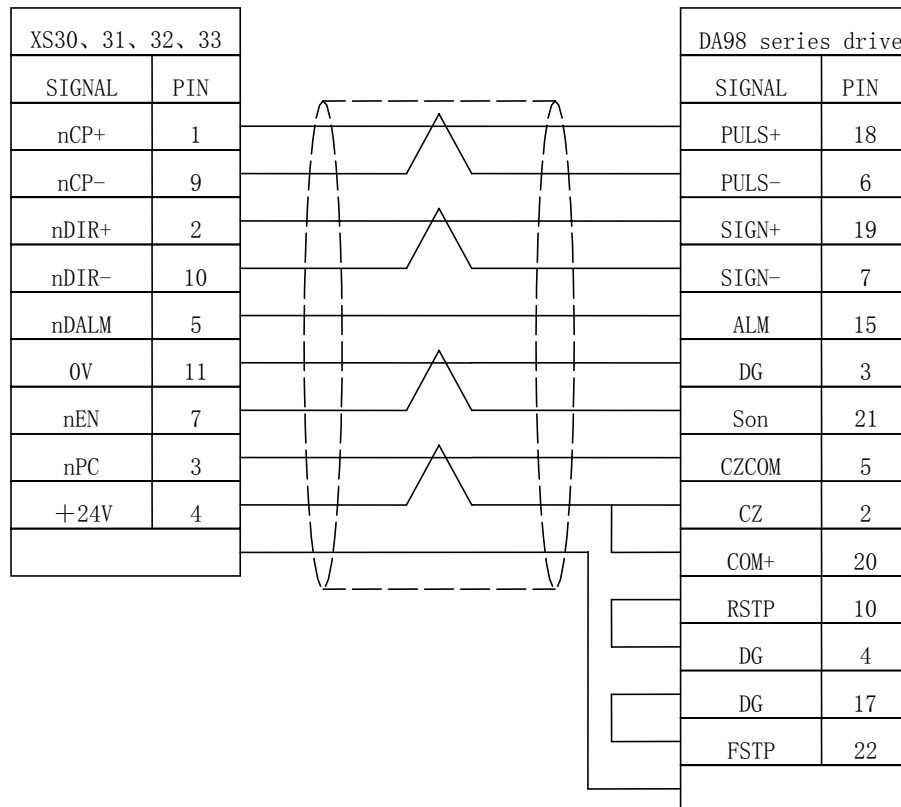 XS30、31、32、33
SIGNAL PIN
nCP+ 1
nCP- 9
nDIR+ 2
nDIR- 10
nDALM 5
0V 11
nEN 7
nPC 3
+24V 4
DA98 series drive
SIGNAL PIN
PULS+ 18
PULS- 6
SIGN+ 19
SIGN- 7
ALM 15
DG 3
Son 21
CZCOM 5
CZ 2
COM+ 20
RSTP 10
DG 4
DG 17
FSTP 22